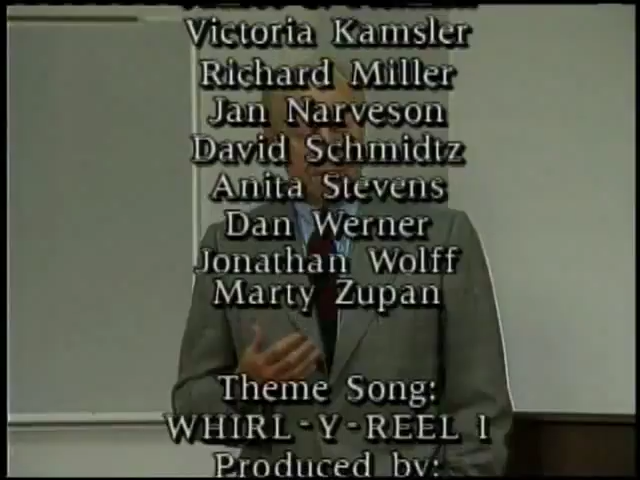 Victoria Kamsler
Richard Miller
Jan Narveson
David Schmidtz
Anita Stevens
Dan Werner
Jonathan Wolff
Marty Zupan
Theme Song:
WHIRL-Y-REEL 1
Produced by: